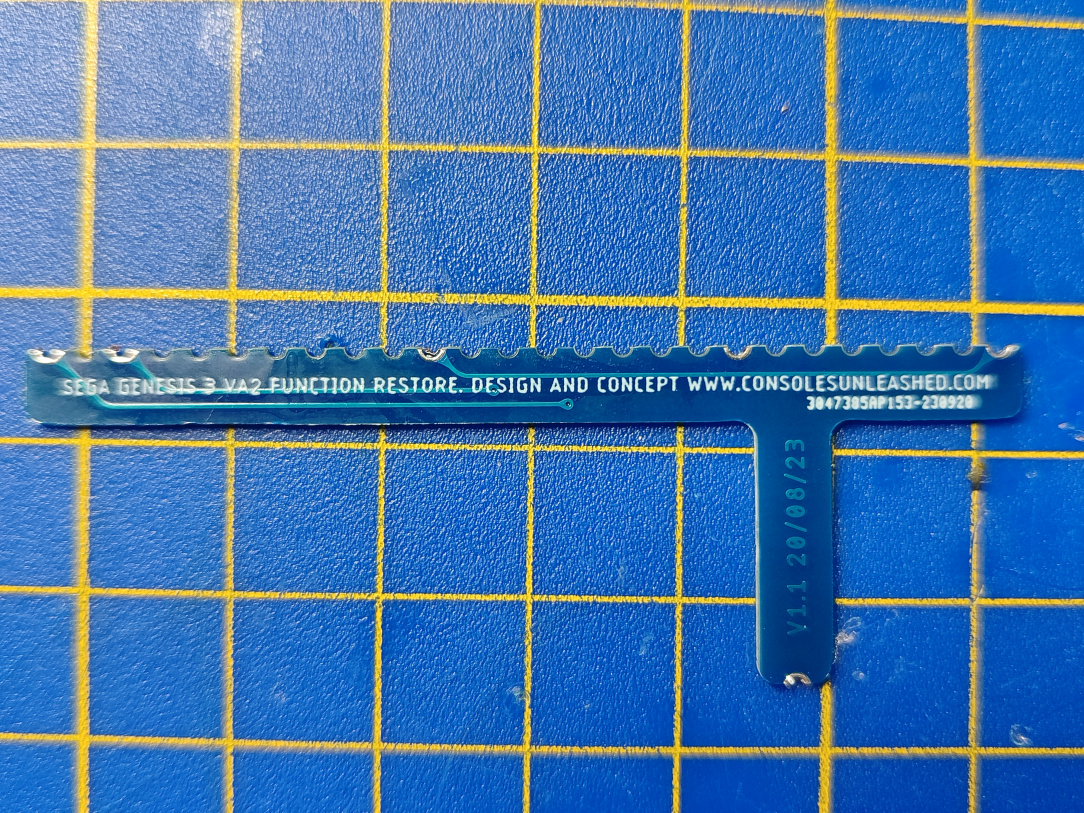 SEGA GENESIS 3 VA2 FUNCTION RESTORE. DESIGN AND CONCEPT WWW.CONSOLESUNLEASHED.COM
3047305AP153-230920
V1.1 20/08/23